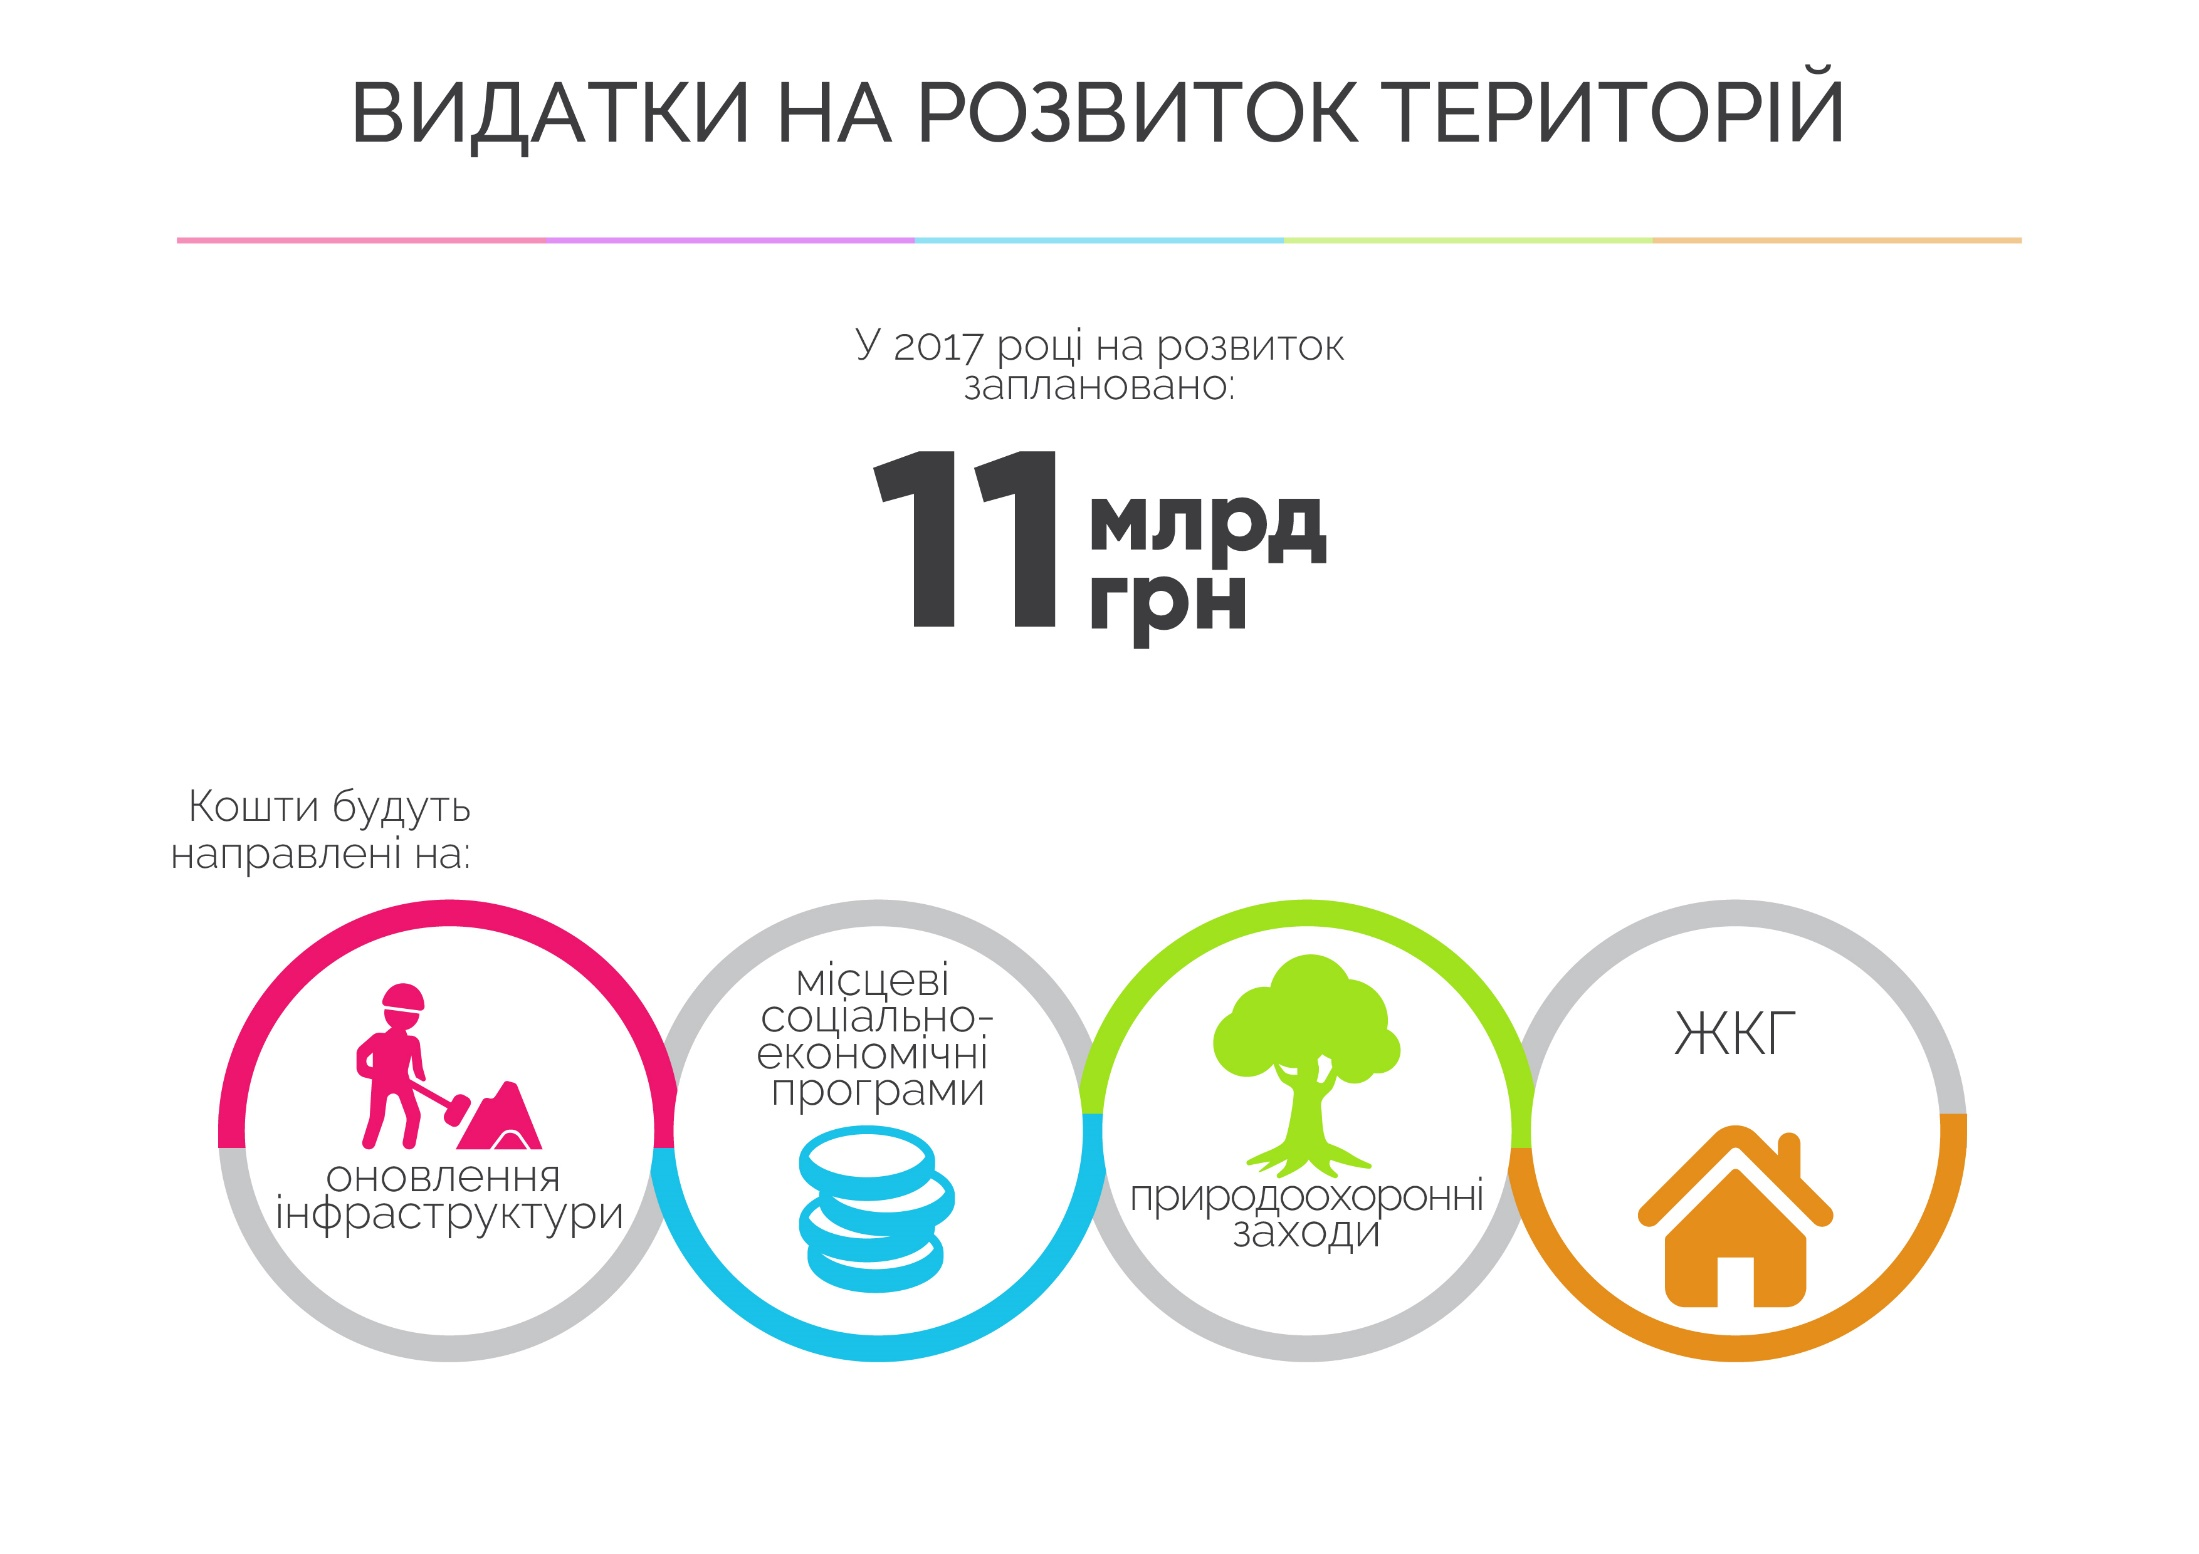 ВИДАТКИ НА РОЗВИТОК ТЕРИТОРІЙ
У 2017 році на розвиток
заплановано:
11 млрд
грн
Кошти будуть
направлені на:
оновлення
інфраструктури
місцеві
соціально-
економічні
програми
природоохоронні
заходи
ЖКГ